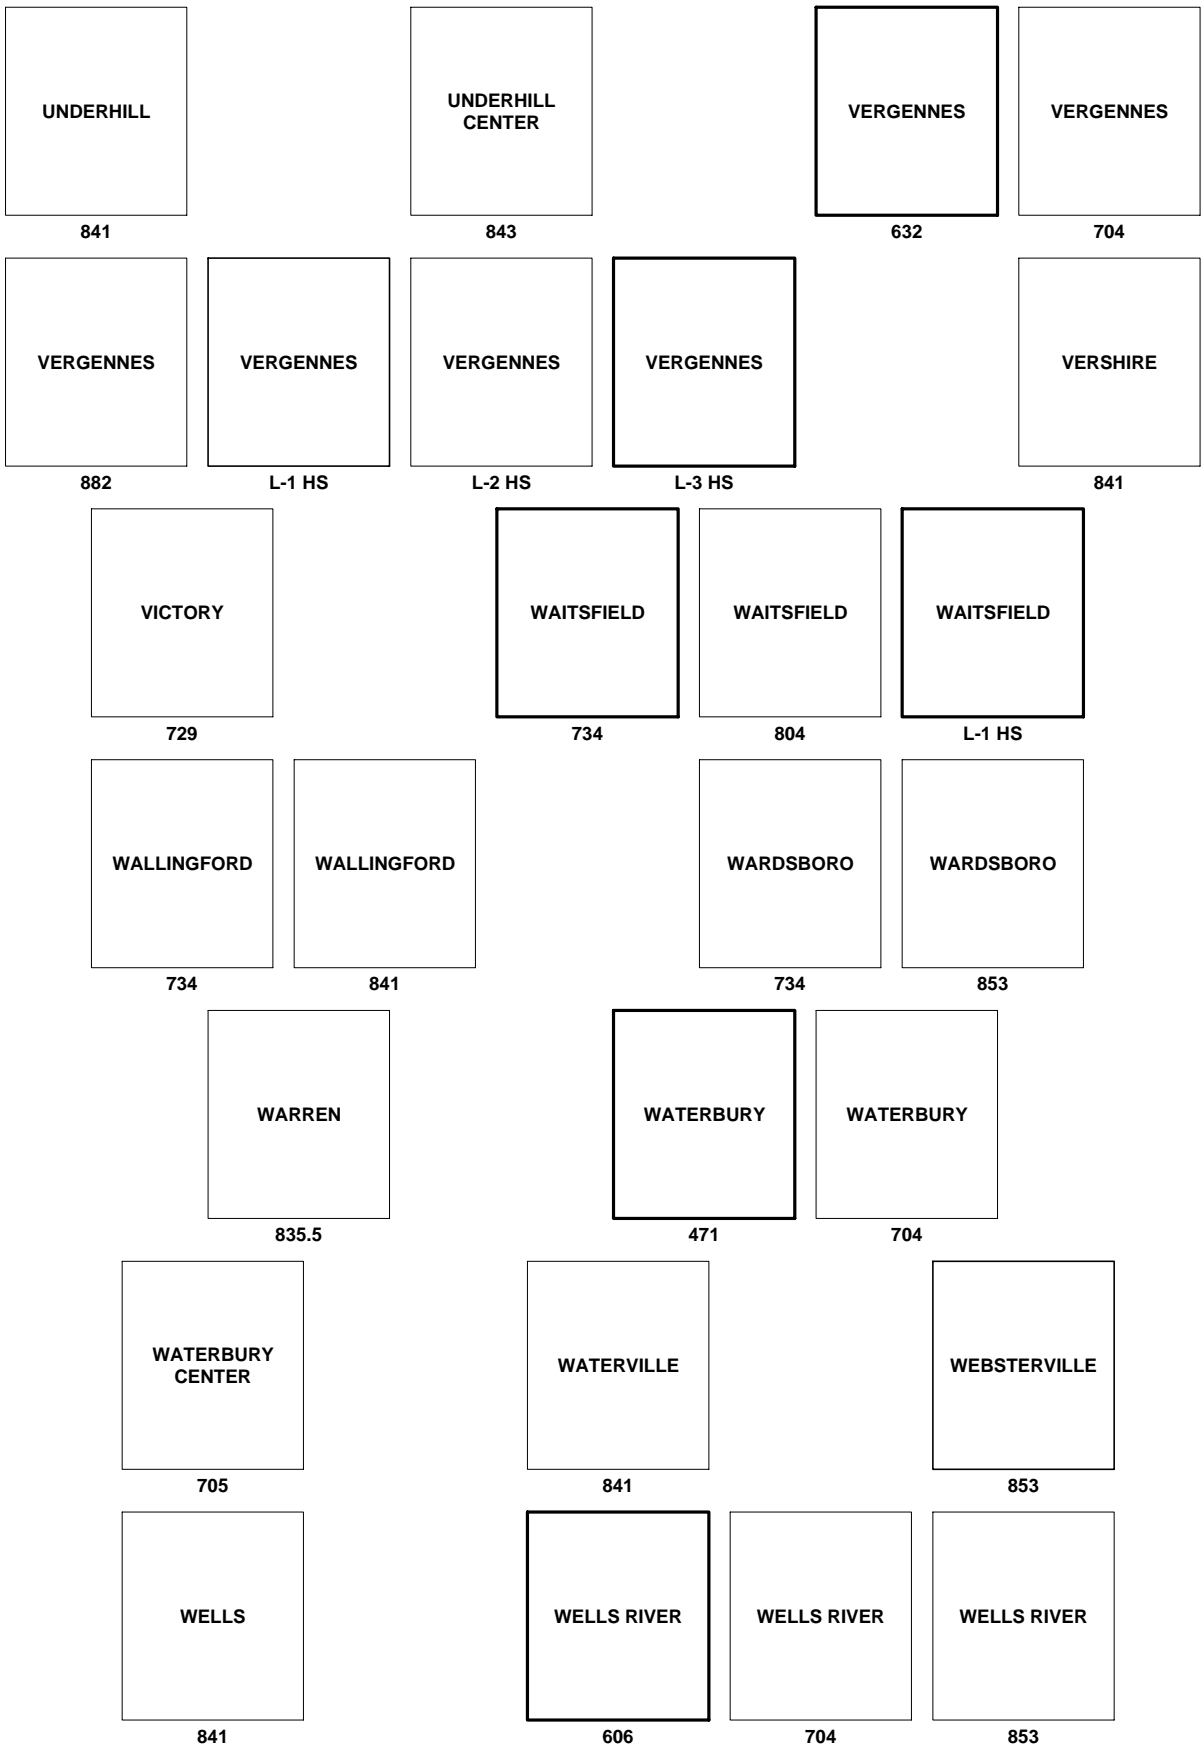 UNDERHILL
UNDERHILL
CENTER
VERGENNES
VERGENNES
841
843
632
704
VERGENNES
VERGENNES
VERGENNES
VERGENNES
VERSHIRE
882
L-1 HS
L-2 HS
L-3 HS
841
VICTORY
WAITSFIELD
WAITSFIELD
WAITSFIELD
729
734
804
L-1 HS
WALLINGFORD
WALLINGFORD
WARDSBORO
WARDSBORO
734
841
734
853
WARREN
WATERBURY
WATERBURY
835.5
471
704
WATERBURY
CENTER
WATERVILLE
WEBSTERVILLE
705
841
853
WELLS
WELLS RIVER
WELLS RIVER
WELLS RIVER
841
606
704
853